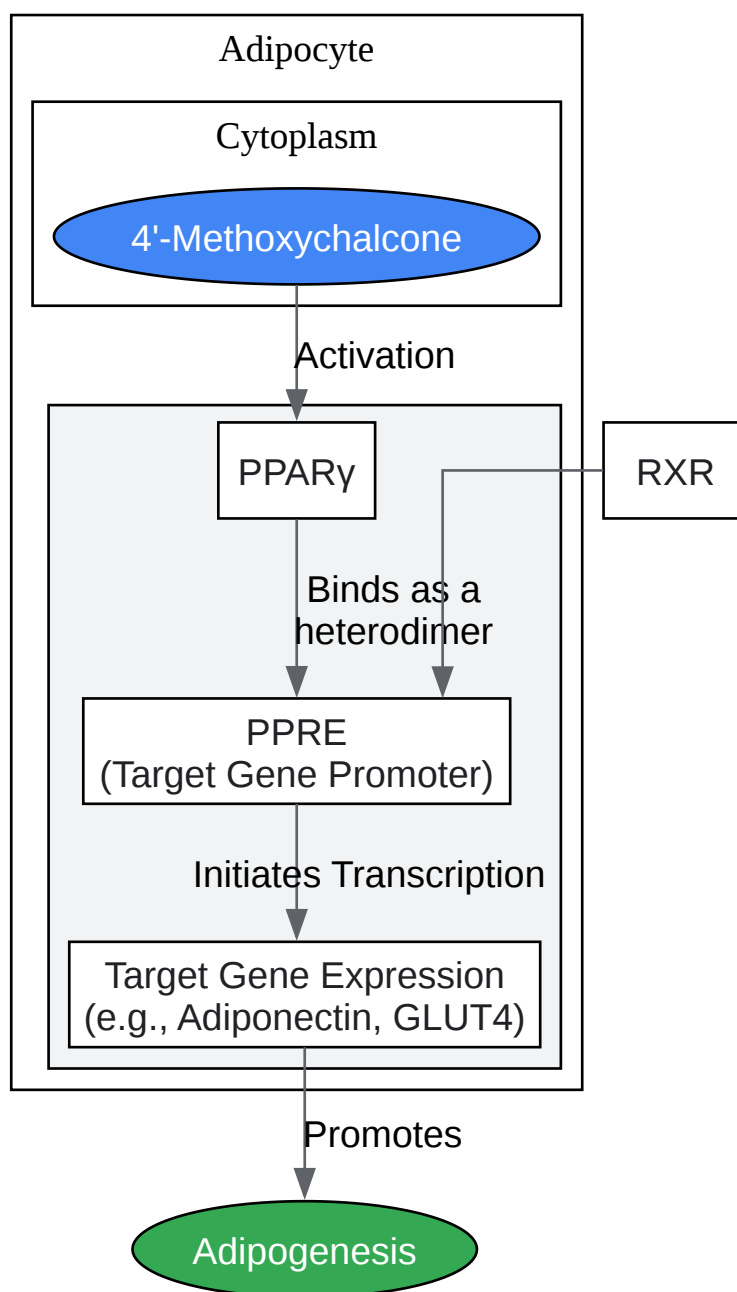 Adipocyte
Cytoplasm
4'-Methoxychalcone
Activation
PPARγ
RXR
Binds as a
heterodimer
PPRE
(Target Gene Promoter)
Initiates Transcription
Target Gene Expression
(e.g., Adiponectin, GLUT4)
Promotes
Adipogenesis